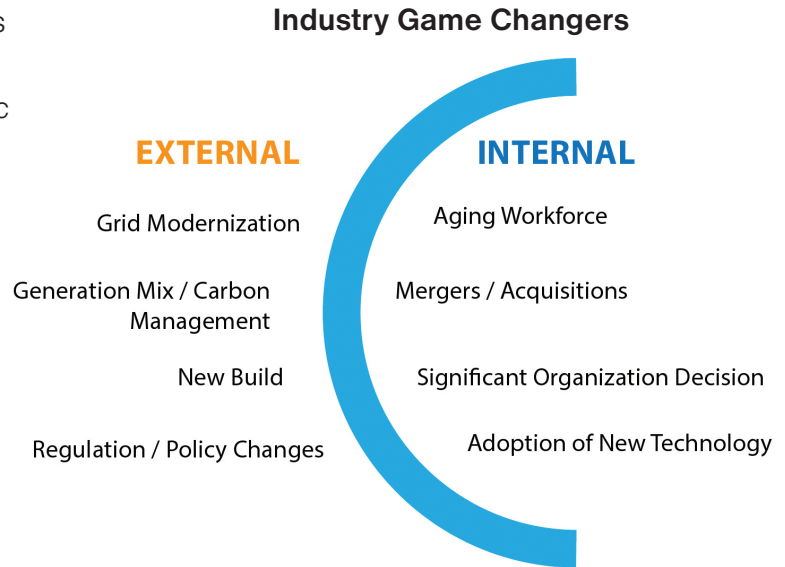 Industry Game Changers
EXTERNAL
Grid Modernization
Generation Mix / Carbon
Management
New Build
Regulation / Policy Changes
INTERNAL
Aging Workforce
Mergers / Acquisitions
Significant Organization Decision
Adoption of New Technology